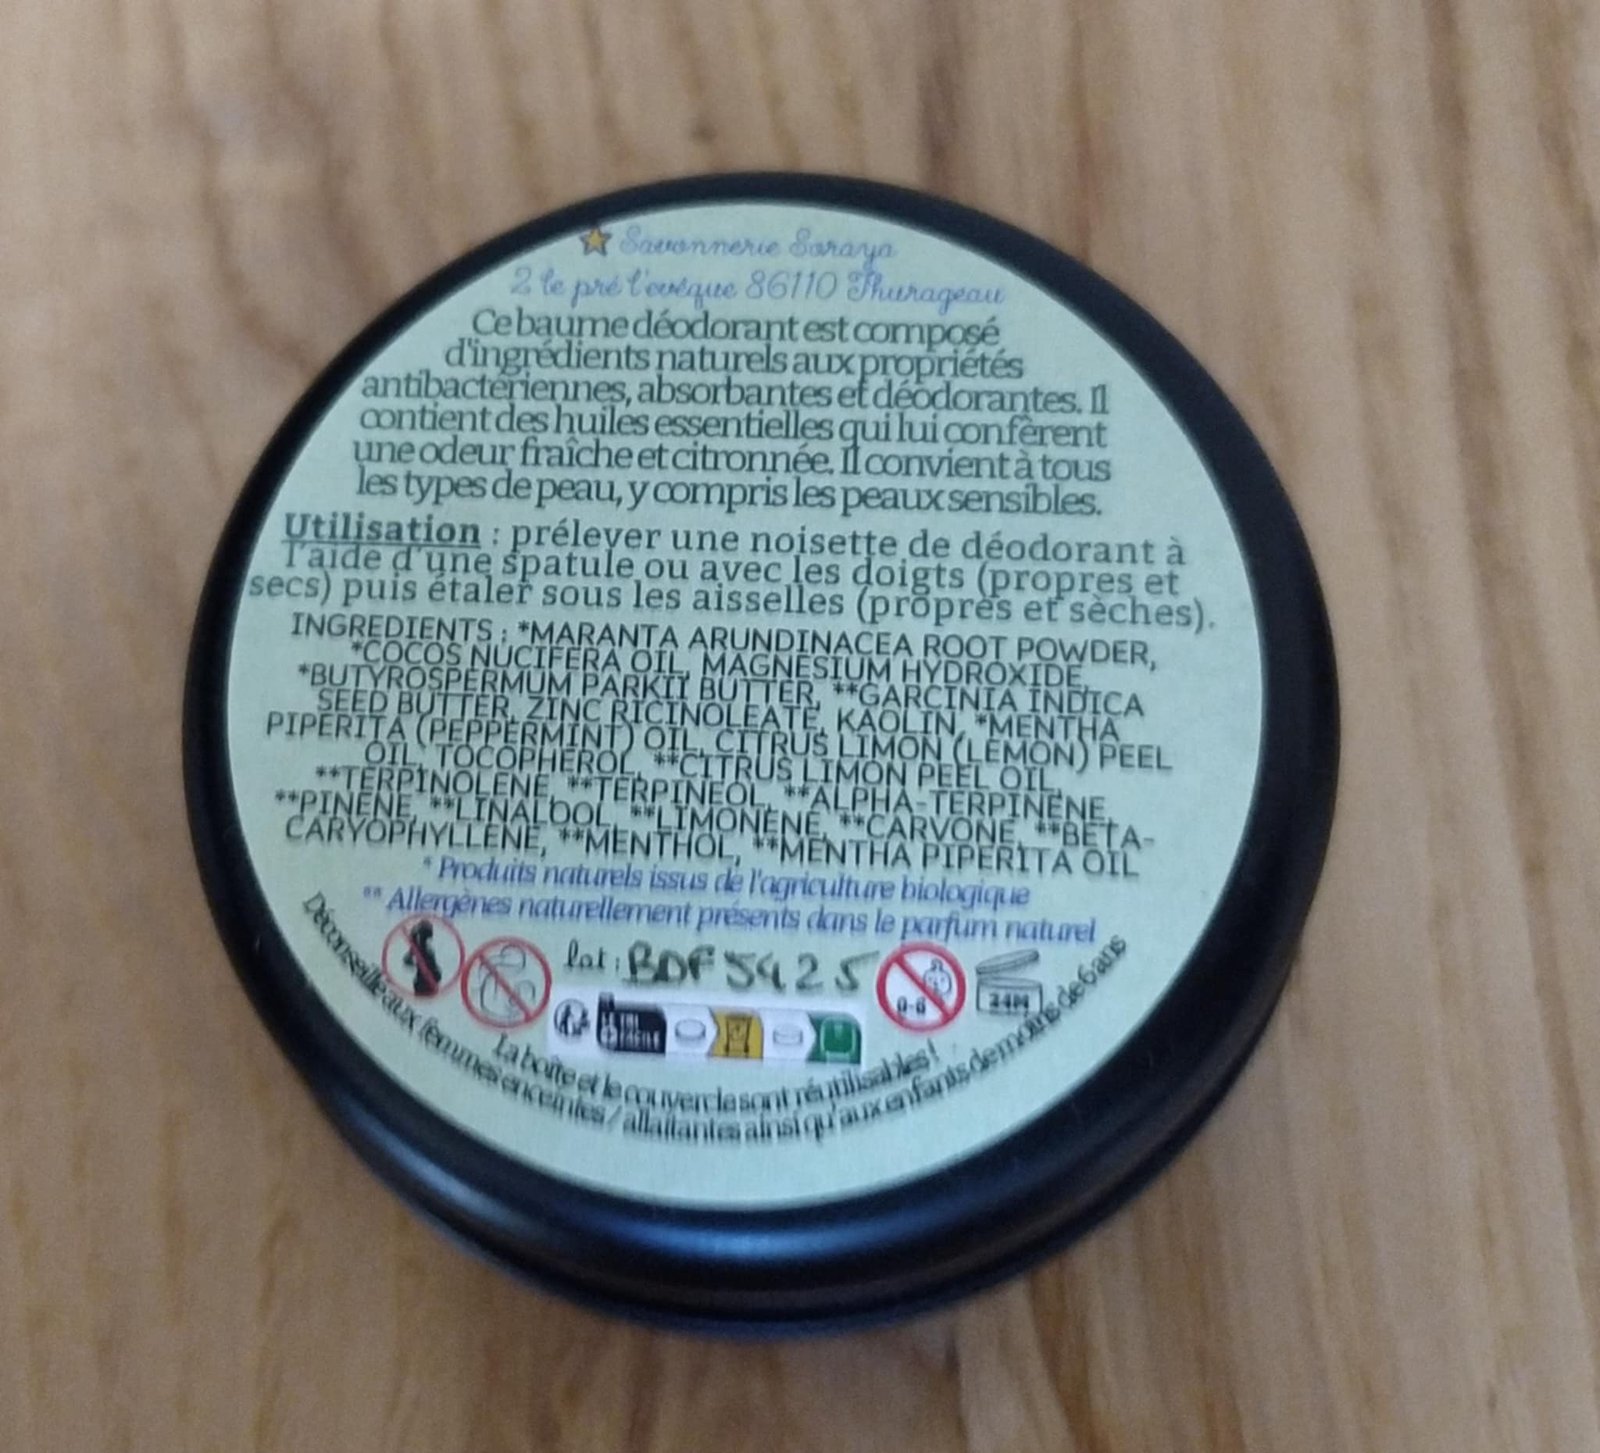 Savonnerie Soraya
2 le pré l'evêque 86110 Thurageau
Ce baume déodorant est composé
d'ingrédients naturels aux propriétés
antibactériennes, absorbantes et déodorantes. Il
contient des huiles essentielles qui lui confèrent
une odeur fraîche et citronnée. Il convient à tous
les types de peau, y compris les peaux sensibles.
Utilisation : prélever une noisette de déodorant à
l'aide d'une spatule ou avec les doigts (propres et
secs) puis étaler sous les aisselles (propres et sèches).
INGREDIENTS : *MARANTA ARUNDINACEA ROOT POWDER,
*COCOS NUCIFERA OIL, MAGNESIUM HYDROXIDE,
*BUTYROSPERMUM PARKII BUTTER, **GARCINIA INDICA
SEED BUTTER, ZINC RICINOLEATE, KAOLIN, *MENTHA
PIPERITA (PEPPERMINT) OIL, CITRUS LIMON (LEMON) PEEL
OIL, TOCOPHEROL, **CITRUS LIMON PEEL OIL,
**TERPINOLENE, **TERPINEOL, **ALPHA-TERPINENE,
**PINENE, **LINALOOL, **LIMONENE, **CARVONE, **BETA-
CARYOPHYLLENE, **MENTHOL, **MENTHA PIPERITA OIL
* Produits naturels issus de l'agriculture biologique
** Allergènes naturellement présents dans le parfum naturel
lot : BDF5425
0-6
24M
TRI
FACILE
La boîte et le couvercle sont réutilisables !
Déconseillé aux femmes enceintes / allaitantes ainsi qu'aux enfants de moins de 6 ans